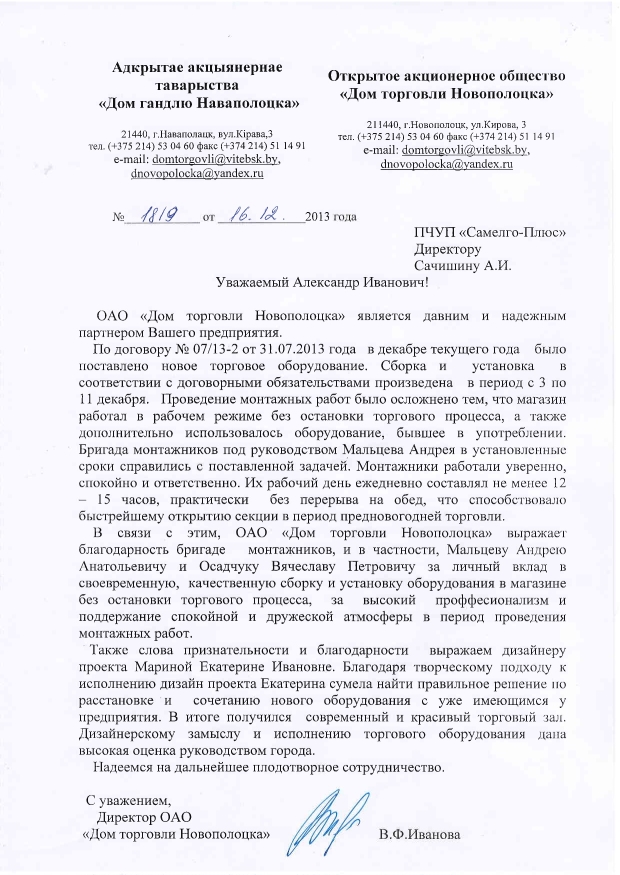 Адкрытае акцыянернае
таварыства
«Дом гандлю Наваполоцка»
21440, г.Наваполацк, вул.Кірава,3
тел. (+375 214) 53 04 60 факс (+374 214) 51 14 91
e-mail: domtorgovli@vitebsk.by,
dnovopolocka@yandex.ru
Открытое акционерное общество
«Дом торговли Новополоцка»
211440, г.Новополоцк, ул.Кирова, 3
тел. (+375 214) 53 04 60 факс (+374 214) 51 14 91
e-mail: domtorgovli@vitebsk.by,
dnovopolocka@yandex.ru
№ 1819 от 16.12. 2013 года
ПЧУП «Самелго-Плюс»
Директору
Сачишину А.И.
Уважаемый Александр Иванович!
ОАО «Дом торговли Новополоцка» является давним и надежным
партнером Вашего предприятия.
По договору № 07/13-2 от 31.07.2013 года в декабре текущего года было
поставлено новое торговое оборудование. Сборка и установка в
соответствии с договорными обязательствами произведена в период с 3 по
11 декабря. Проведение монтажных работ было осложнено тем, что магазин
работал в рабочем режиме без остановки торгового процесса, а также
дополнительно использовалось оборудование, бывшее в употреблении.
Бригада монтажников под руководством Мальцева Андрея в установленные
сроки справились с поставленной задачей. Монтажники работали уверенно,
спокойно и ответственно. Их рабочий день ежедневно составлял не менее 12
– 15 часов, практически без перерыва на обед, что способствовало
быстрейшему открытию секции в период предновогодней торговли.
В связи с этим, ОАО «Дом торговли Новополоцка» выражает
благодарность бригаде монтажников, и в частности, Мальцеву Андрею
Анатольевичу и Осадчуку Вячеславу Петровичу за личный вклад в
своевременную, качественную сборку и установку оборудования в магазине
без остановки торгового процесса, за высокий проффесионализм и
поддержание спокойной и дружеской атмосферы в период проведения
монтажных работ.
Также слова признательности и благодарности выражаем дизайнеру
проекта Мариной Екатерине Ивановне. Благодаря творческому подходу к
исполнению дизайн проекта Екатерина сумела найти правильное решение по
расстановке и сочетанию нового оборудования с уже имеющимся у
предприятия. В итоге получился современный и красивый торговый зал.
Дизайнерскому замыслу и исполнению торгового оборудования дана
высокая оценка руководством города.
Надеемся на дальнейшее плодотворное сотрудничество.
С уважением,
Директор ОАО
«Дом торговли Новополоцка» В.Ф.Иванова